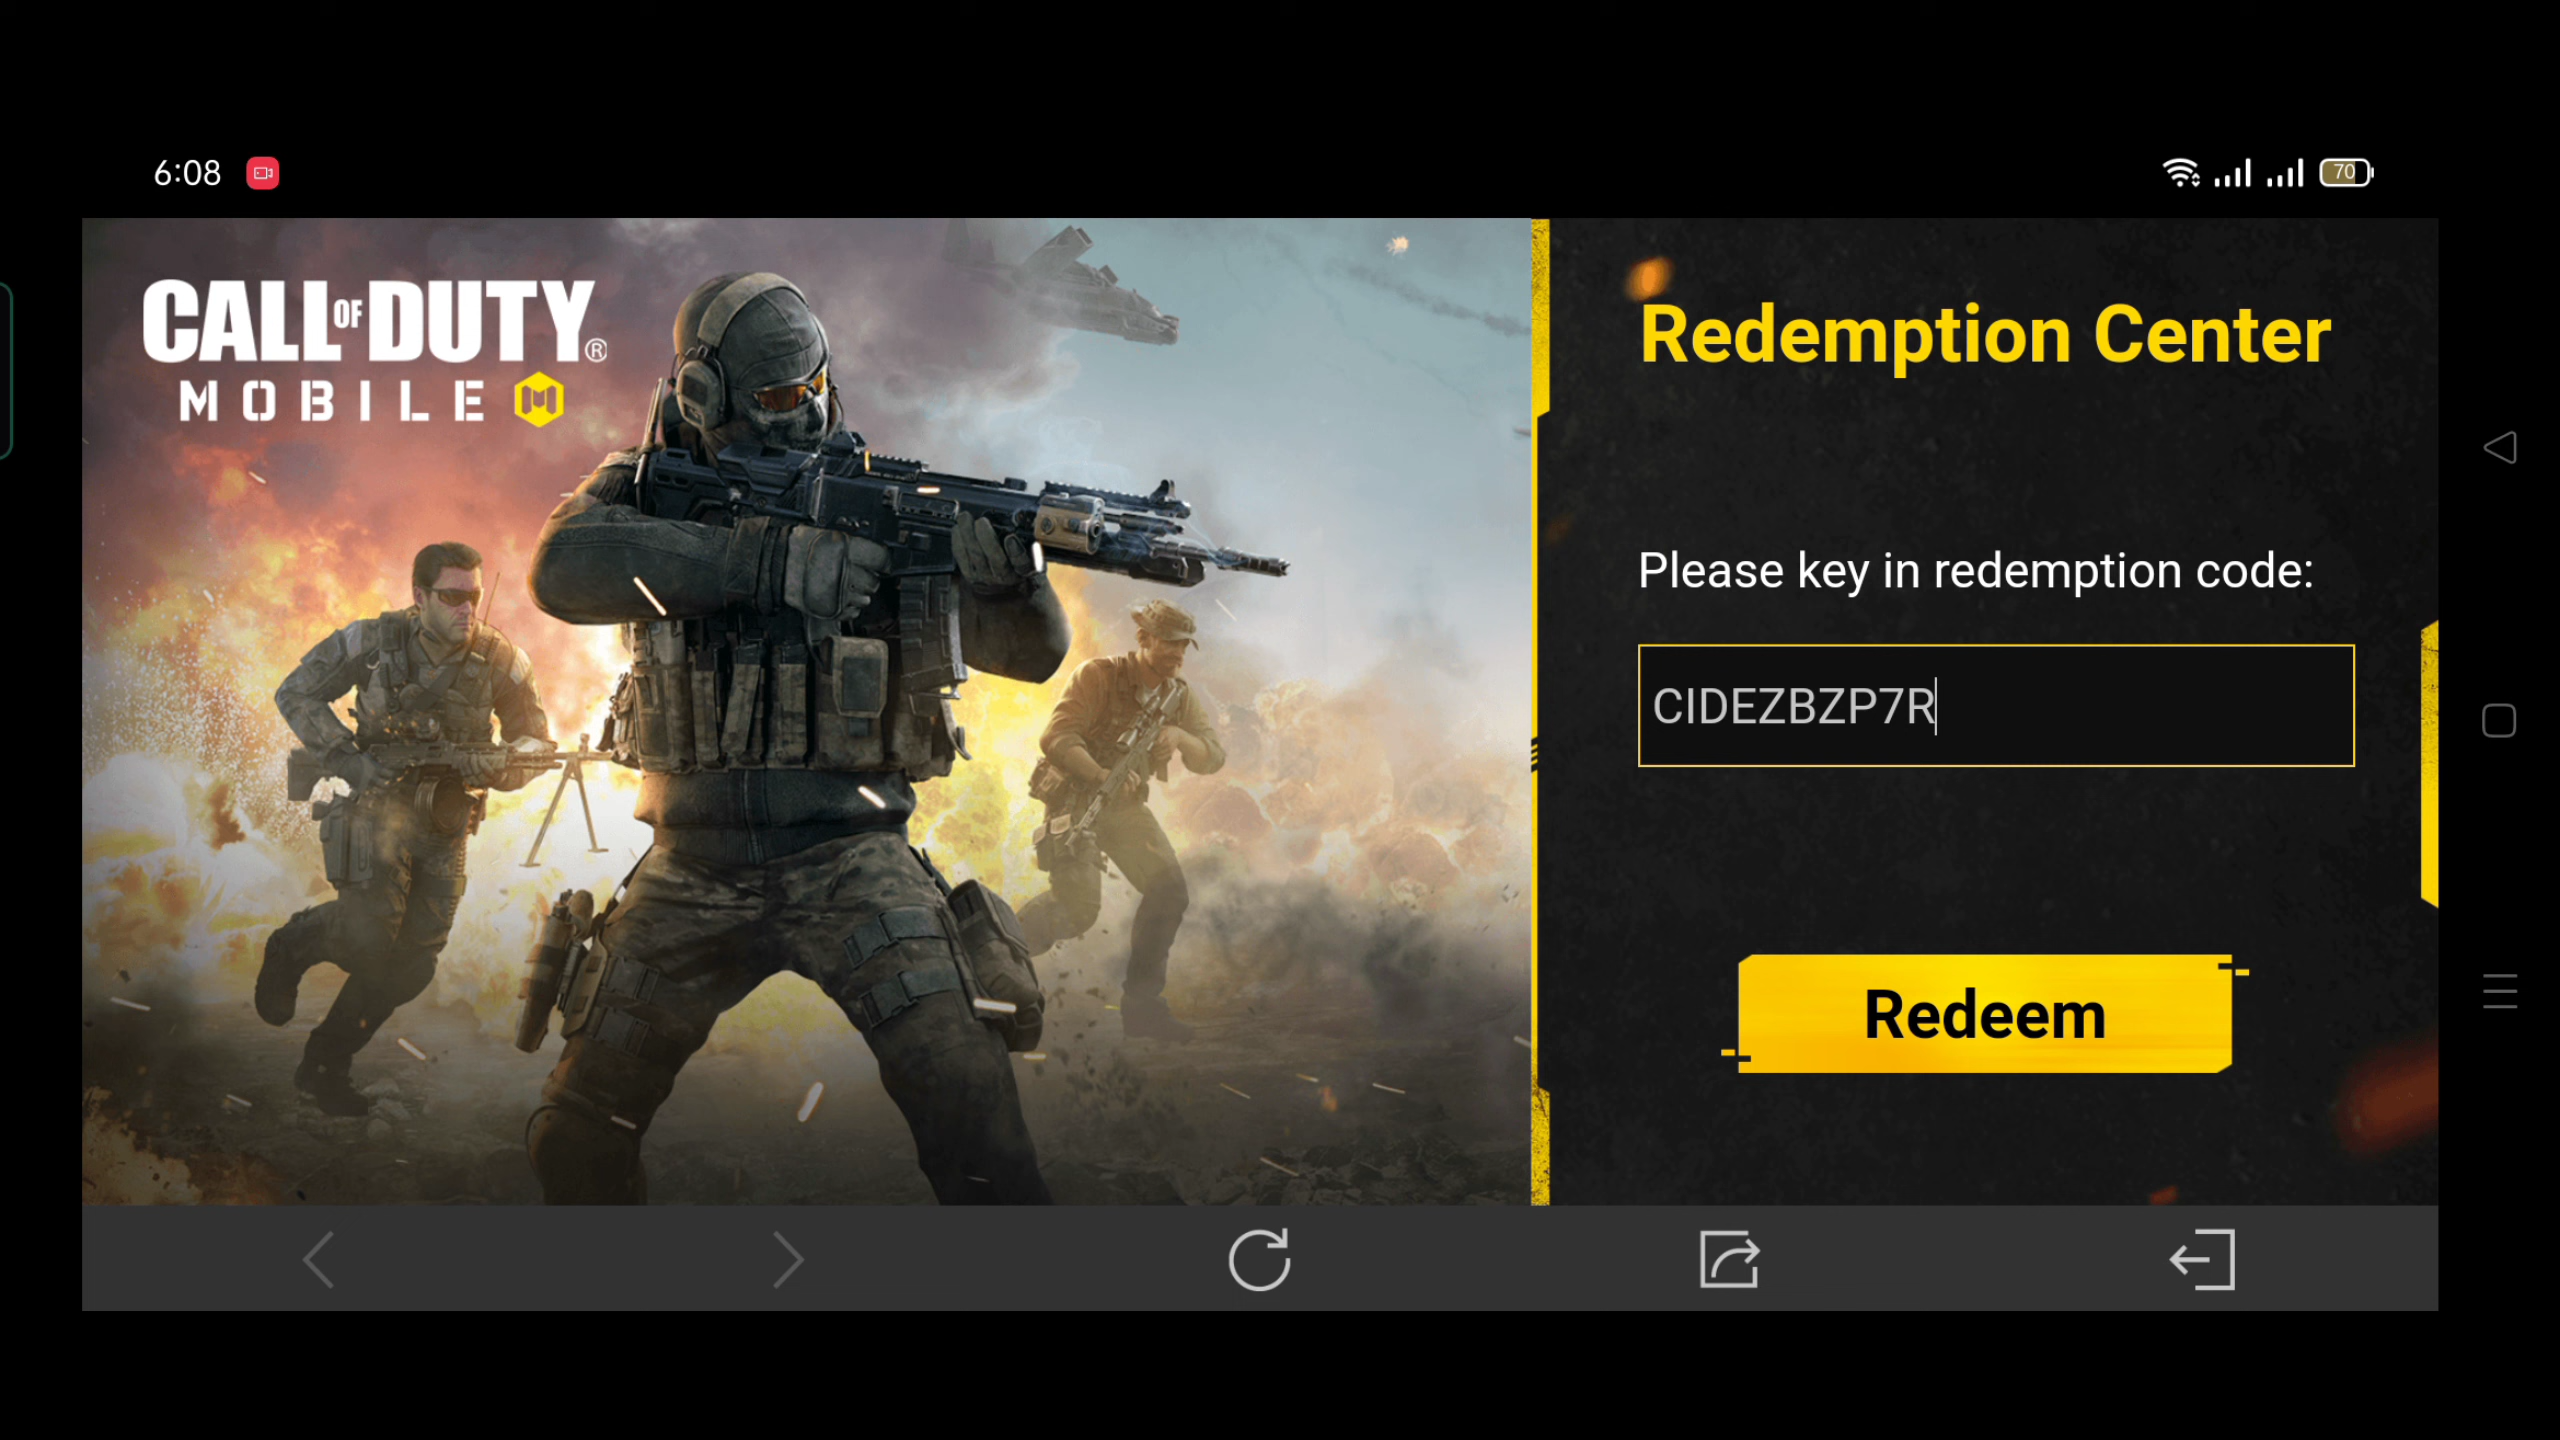 6:08
70
CALL OF DUTY®
MOBILE
Redemption Center
Please key in redemption code:
CIDEZBZP7R
Redeem